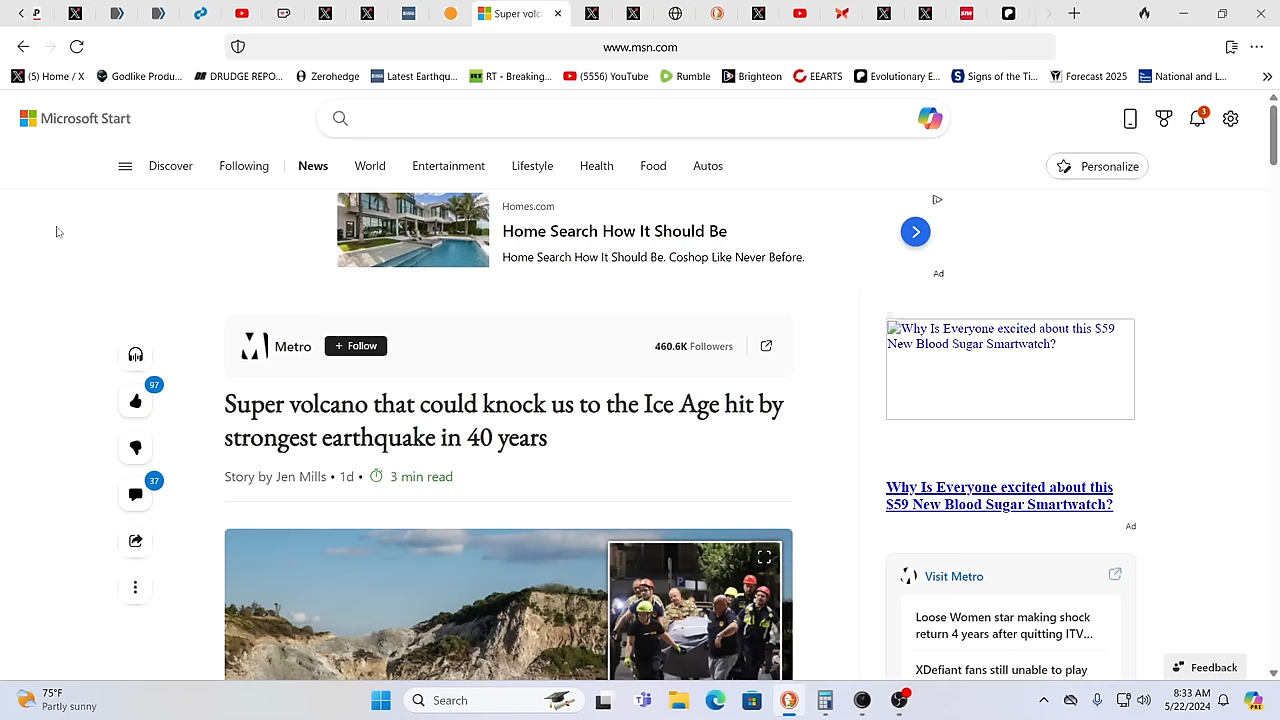 Super volc
www.msn.com
(5) Home / X
Godlike Produ...
DRUDGE REPO...
Zerohedge
Latest Earthqu...
RT - Breaking...
(5556) YouTube
Rumble
Brighteon
EEARTS
Evolutionary E...
Signs of the Ti...
Forecast 2025
National and L...
Microsoft Start
3
Discover
Following
News
World
Entertainment
Lifestyle
Health
Food
Autos
Personalize
Homes.com
Home Search How It Should Be
Home Search How It Should Be. Coshop Like Never Before.
Ad
Metro
+ Follow
460.6K Followers
97
37
Super volcano that could knock us to the Ice Age hit by
strongest earthquake in 40 years
Story by Jen Mills • 1d • 3 min read
Why Is Everyone excited about this $59
New Blood Sugar Smartwatch?
Why Is Everyone excited about this
$59 New Blood Sugar Smartwatch?
Ad
Visit Metro
Loose Women star making shock
return 4 years after quitting ITV...
XDefiant fans still unable to play
Feedback
75°F
Partly sunny
Search
8:33 AM
5/22/2024